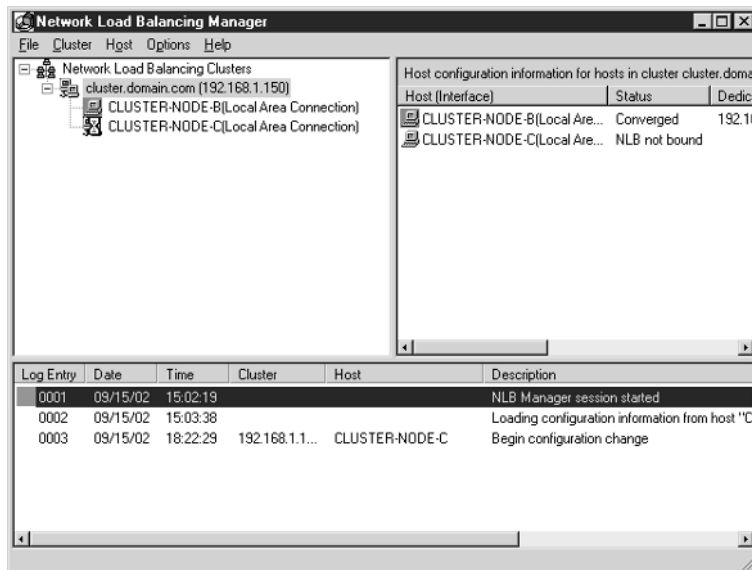 Network Load Balancing Manager
File Cluster Host Options Help
Network Load Balancing Clusters
cluster.domain.com (192.168.1.150)
CLUSTER-NODE-B(Local Area Connection)
CLUSTER-NODE-C(Local Area Connection)
Host configuration information for hosts in cluster cluster.doma
Host (Interface) Status Dedic
CLUSTER-NODE-B(Local Are... Converged 192.1
CLUSTER-NODE-C(Local Are... NLB not bound
Log Entry Date Time Cluster Host Description
0001 09/15/02 15:02:19 NLB Manager session started
0002 09/15/02 15:03:38 Loading configuration information from host "C
0003 09/15/02 18:22:29 192.168.1.1... CLUSTER-NODE-C Begin configuration change